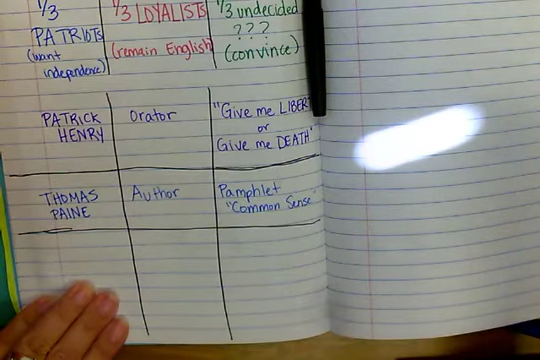 1/3
PATRIOTS
(want
independence)
1/3 LOYALISTS
(remain English)
1/3 undecided
???
(convince)
PATRICK
HENRY
Orator
"Give me LIBERT
or
Give me DEATH"
THOMAS
PAINE
Author
Pamphlet
"Common Sense"